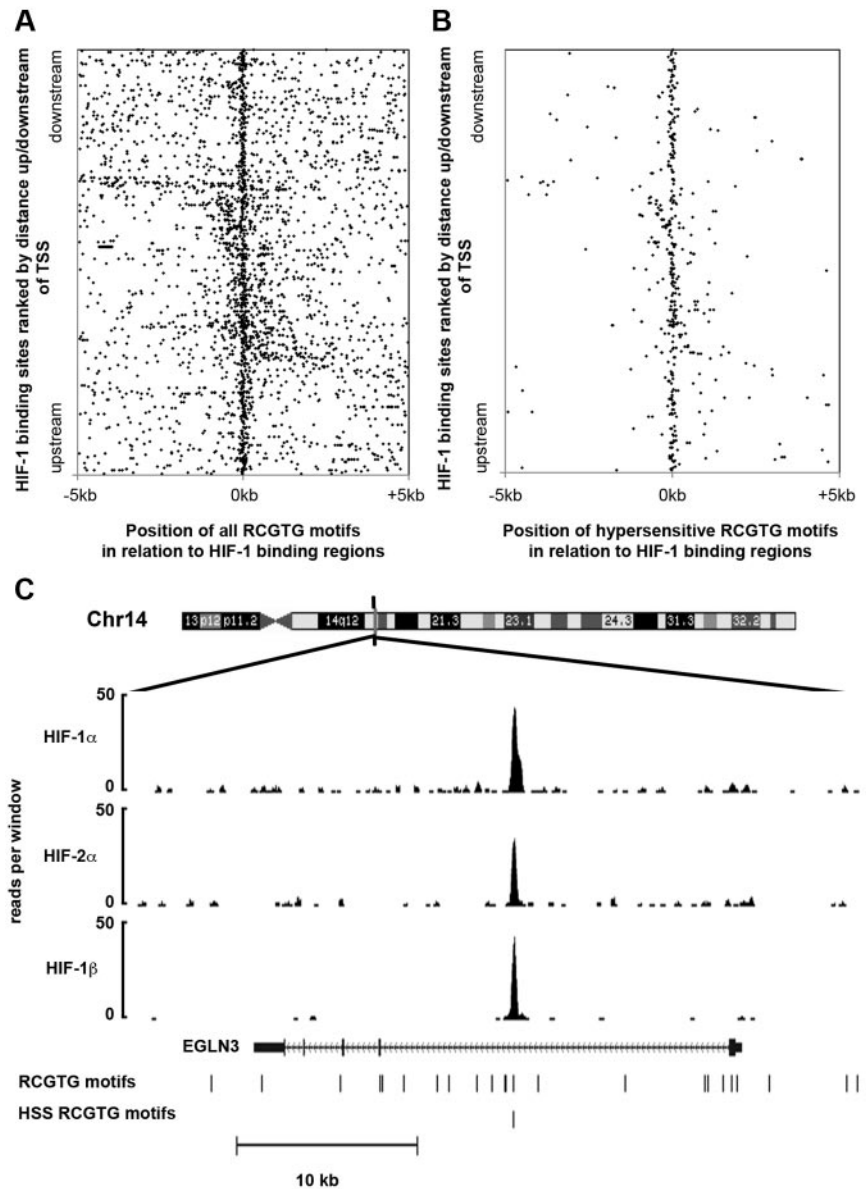 A
HIF-1 binding sites ranked by distance up/downstream
of TSS
downstream
upstream
-5kb
0kb
+5kb
Position of all RCGTG motifs
in relation to HIF-1 binding regions
B
HIF-1 binding sites ranked by distance up/downstream
of TSS
downstream
upstream
-5kb
0kb
+5kb
Position of hypersensitive RCGTG motifs
in relation to HIF-1 binding regions
C
Chr14
13 p12 p11.2 14q12 21.3 23.1 24.3 31.3 32.2
reads per window
50
HIF-1α
0
50
HIF-2α
0
50
HIF-1β
0
EGLN3
RCGTG motifs
HSS RCGTG motifs
10 kb